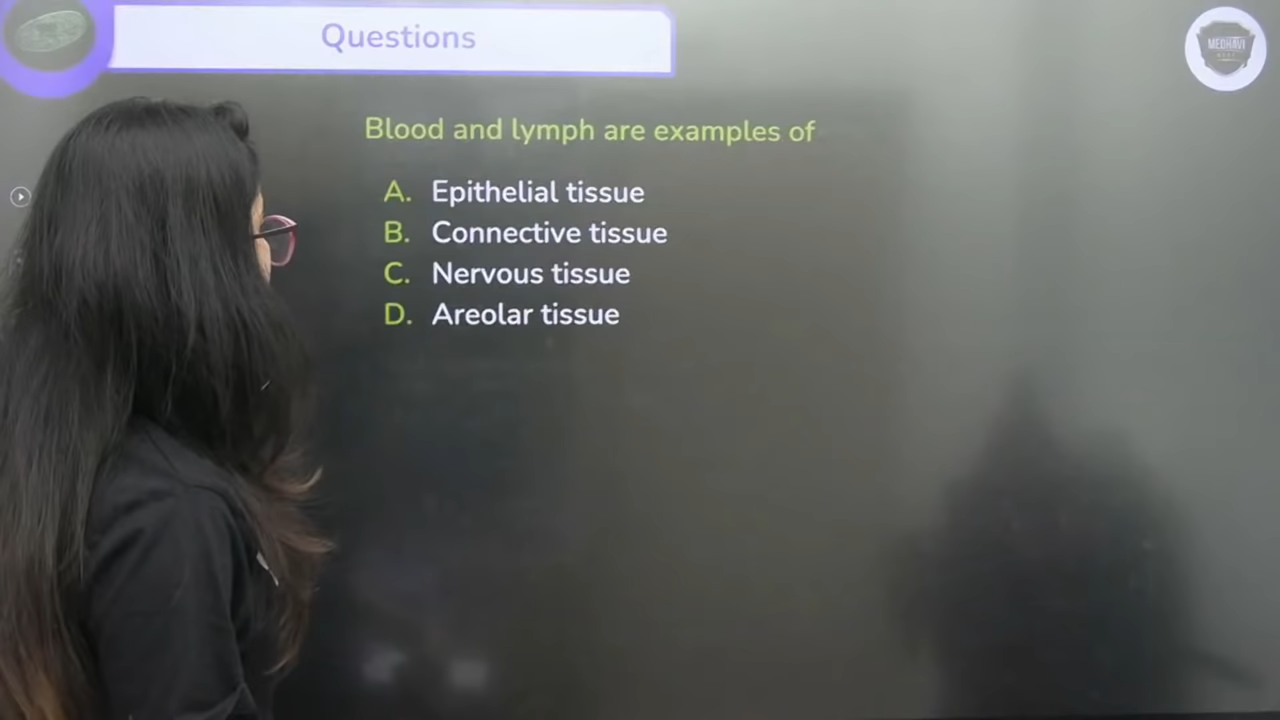 Questions
MEDHAVI
Blood and lymph are examples of
A. Epithelial tissue
B. Connective tissue
C. Nervous tissue
D. Areolar tissue